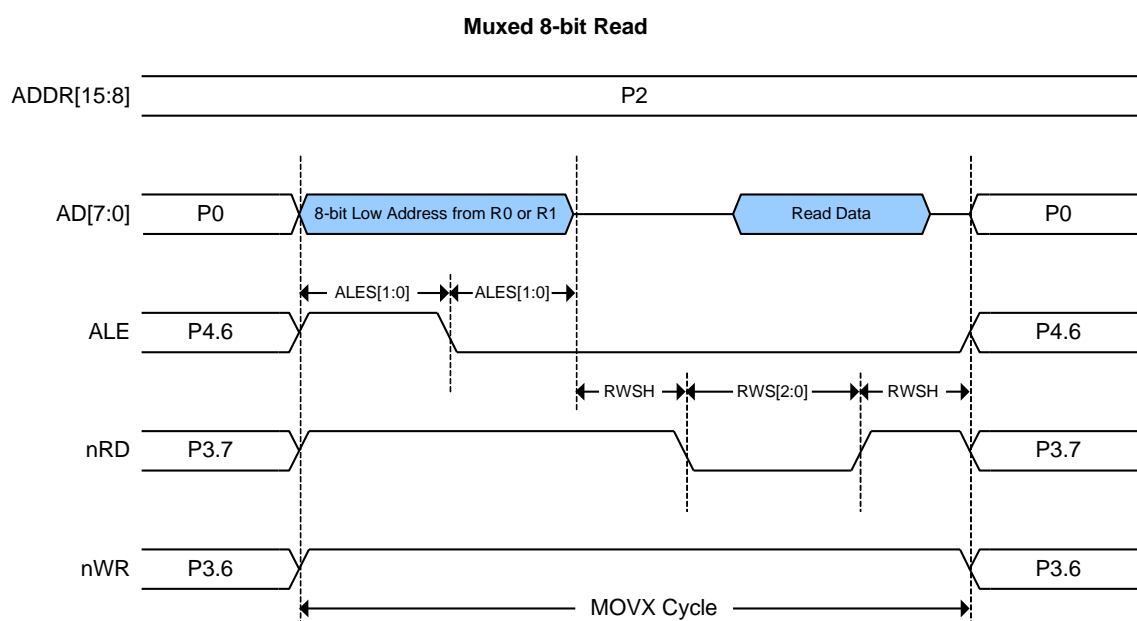 Muxed 8-bit Read
ADDR[15:8]
P2
AD[7:0]
P0
8-bit Low Address from R0 or R1
Read Data
P0
ALES[1:0]
ALES[1:0]
ALE
P4.6
P4.6
RWSH
RWS[2:0]
RWSH
nRD
P3.7
P3.7
nWR
P3.6
P3.6
MOVX Cycle